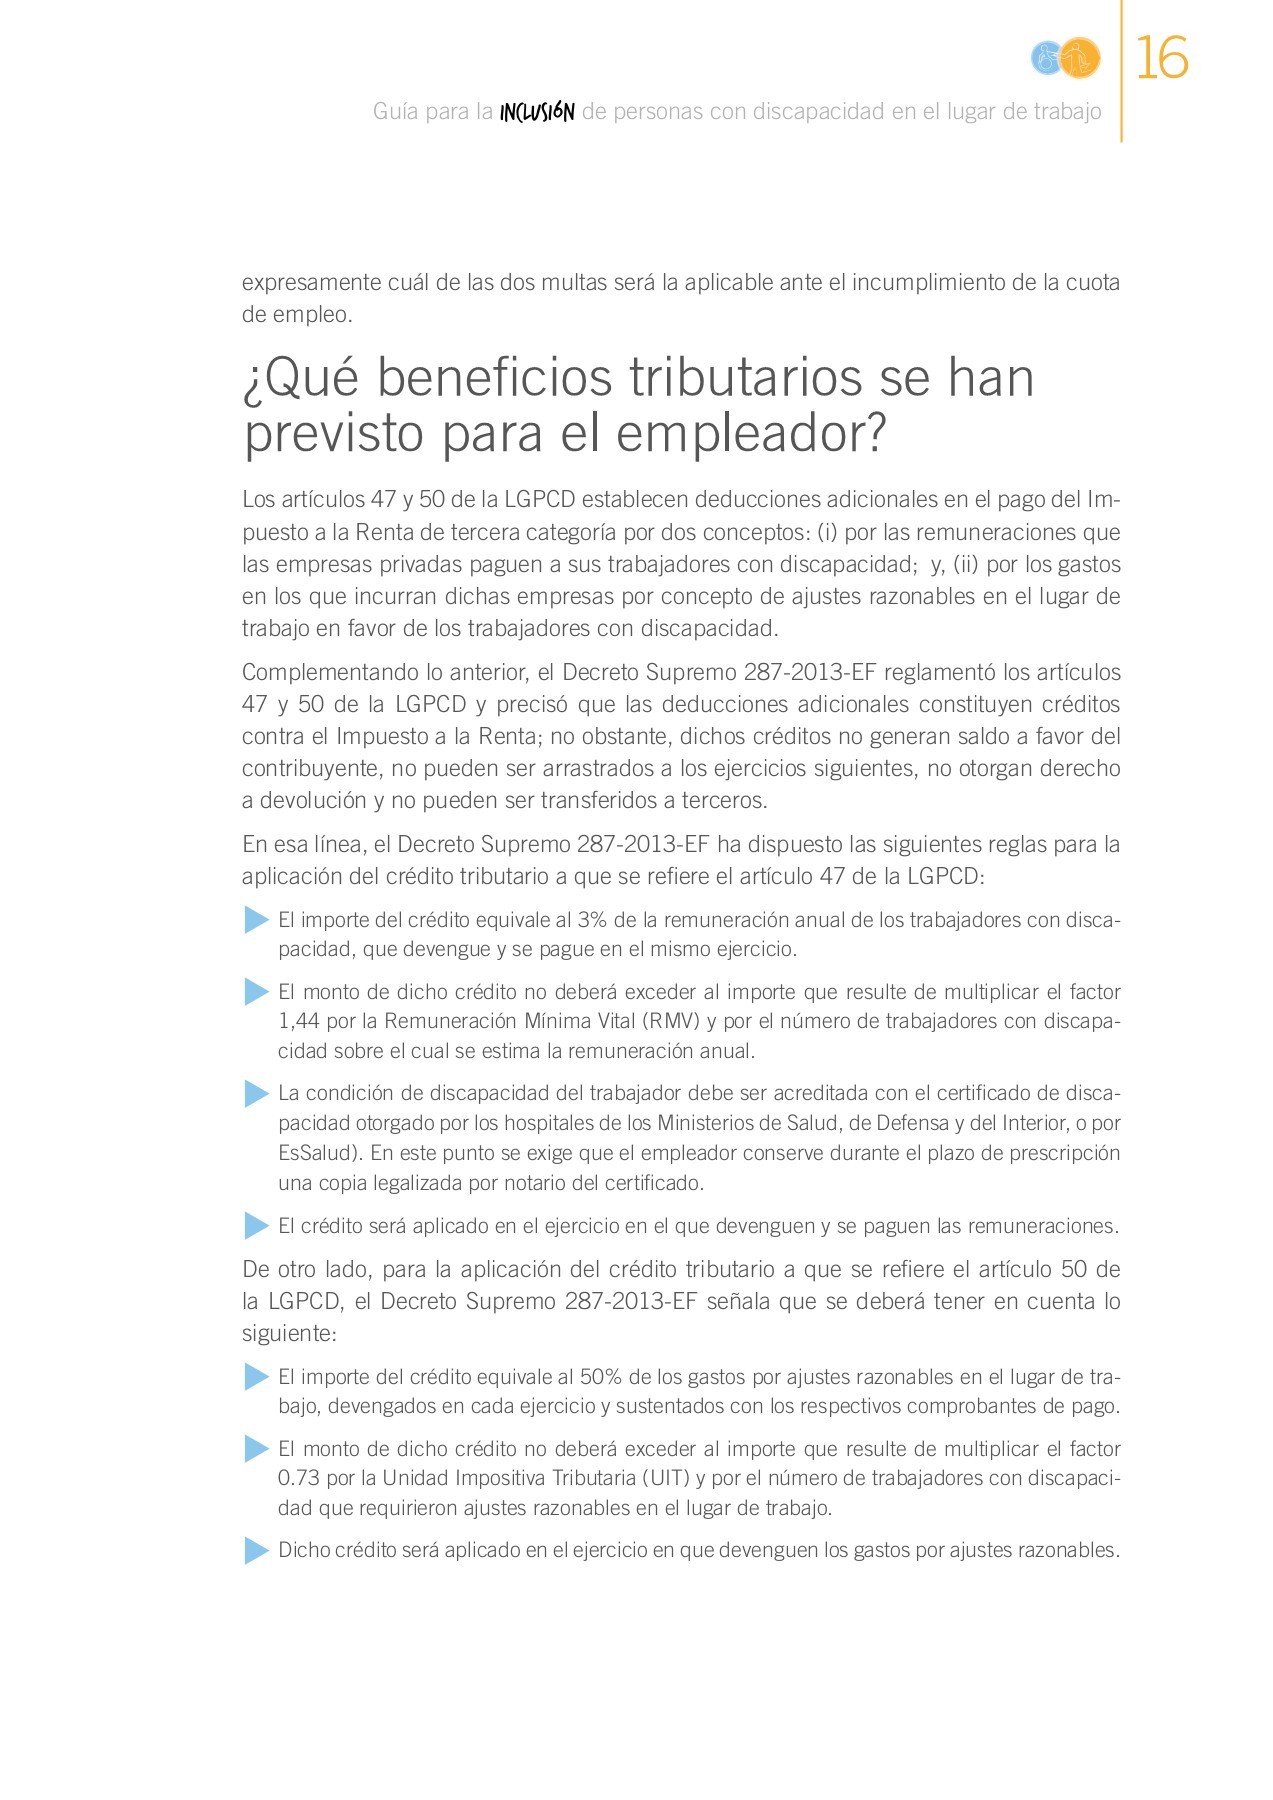 16
Guía para la INCLUSIÓN de personas con discapacidad en el lugar de trabajo
expresamente cuál de las dos multas será la aplicable ante el incumplimiento de la cuota
de empleo.
¿Qué beneficios tributarios se han
previsto para el empleador?
Los artículos 47 y 50 de la LGPCD establecen deducciones adicionales en el pago del Im-
puesto a la Renta de tercera categoría por dos conceptos: (i) por las remuneraciones que
las empresas privadas paguen a sus trabajadores con discapacidad; y, (ii) por los gastos
en los que incurran dichas empresas por concepto de ajustes razonables en el lugar de
trabajo en favor de los trabajadores con discapacidad.
Complementando lo anterior, el Decreto Supremo 287-2013-EF reglamentó los artículos
47 y 50 de la LGPCD y precisó que las deducciones adicionales constituyen créditos
contra el Impuesto a la Renta; no obstante, dichos créditos no generan saldo a favor del
contribuyente, no pueden ser arrastrados a los ejercicios siguientes, no otorgan derecho
a devolución y no pueden ser transferidos a terceros.
En esa línea, el Decreto Supremo 287-2013-EF ha dispuesto las siguientes reglas para la
aplicación del crédito tributario a que se refiere el artículo 47 de la LGPCD:
El importe del crédito equivale al 3% de la remuneración anual de los trabajadores con disca-
pacidad, que devengue y se pague en el mismo ejercicio.
El monto de dicho crédito no deberá exceder al importe que resulte de multiplicar el factor
1,44 por la Remuneración Mínima Vital (RMV) y por el número de trabajadores con discapa-
cidad sobre el cual se estima la remuneración anual.
La condición de discapacidad del trabajador debe ser acreditada con el certificado de disca-
pacidad otorgado por los hospitales de los Ministerios de Salud, de Defensa y del Interior, o por
EsSalud). En este punto se exige que el empleador conserve durante el plazo de prescripción
una copia legalizada por notario del certificado.
El crédito será aplicado en el ejercicio en el que devenguen y se paguen las remuneraciones.
De otro lado, para la aplicación del crédito tributario a que se refiere el artículo 50 de
la LGPCD, el Decreto Supremo 287-2013-EF señala que se deberá tener en cuenta lo
siguiente:
El importe del crédito equivale al 50% de los gastos por ajustes razonables en el lugar de tra-
bajo, devengados en cada ejercicio y sustentados con los respectivos comprobantes de pago.
El monto de dicho crédito no deberá exceder al importe que resulte de multiplicar el factor
0.73 por la Unidad Impositiva Tributaria (UIT) y por el número de trabajadores con discapaci-
dad que requirieron ajustes razonables en el lugar de trabajo.
Dicho crédito será aplicado en el ejercicio en que devenguen los gastos por ajustes razonables.